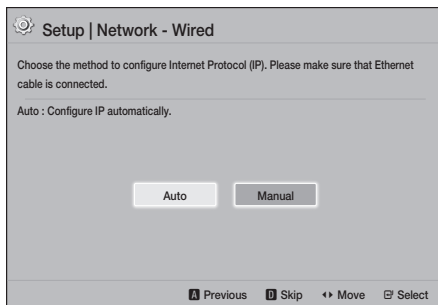 Setup | Network - Wired
Choose the method to configure Internet Protocol (IP). Please make sure that Ethernet
cable is connected.
Auto : Configure IP automatically.
Auto Manual
A Previous D Skip Move Select